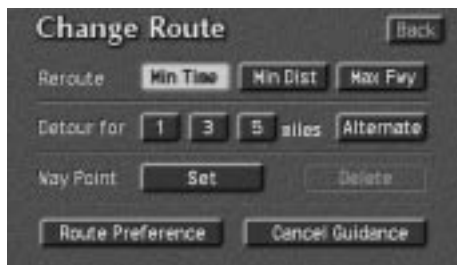 Change Route Back
Reroute Min Time Min Dist Max Fwy
Detour for 1 3 5 miles Alternate
Way Point Set Delete
Route Preference Cancel Guidance